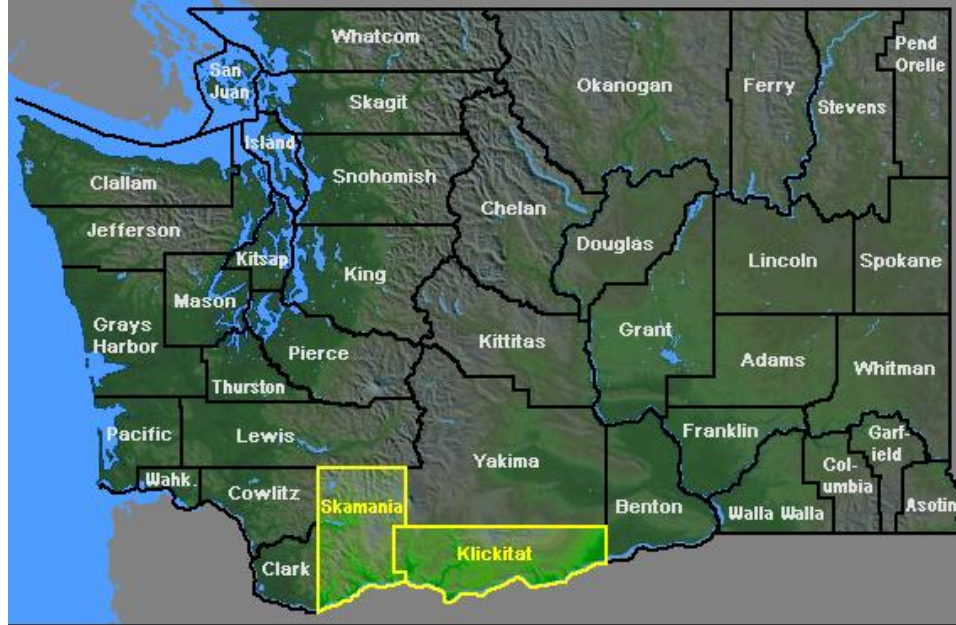 Whatcom
Pend
Orelle
San
Juan
Okanogan
Ferry
Stevens
Skagit
Island
Snohomish
Clallam
Chelan
Jefferson
Douglas
Kitsap
King
Lincoln
Spokane
Mason
Grays
Harbor
Kittitas
Grant
Pierce
Adams
Whitman
Thurston
Pacific
Lewis
Franklin
Garf-
ield
Yakima
Col-
umbia
Wahk.
Cowlitz
Skamania
Benton
Walla Walla
Asotin
Klickitat
Clark